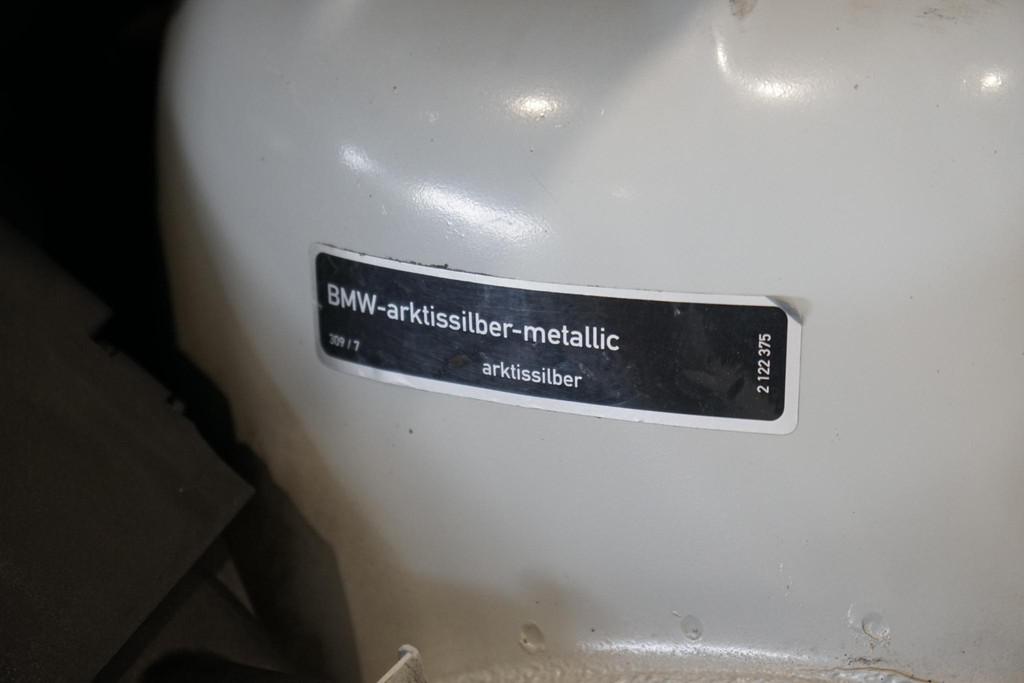 BMW-arktissilber-metallic
309 / 7
arktissilber
2 122 375